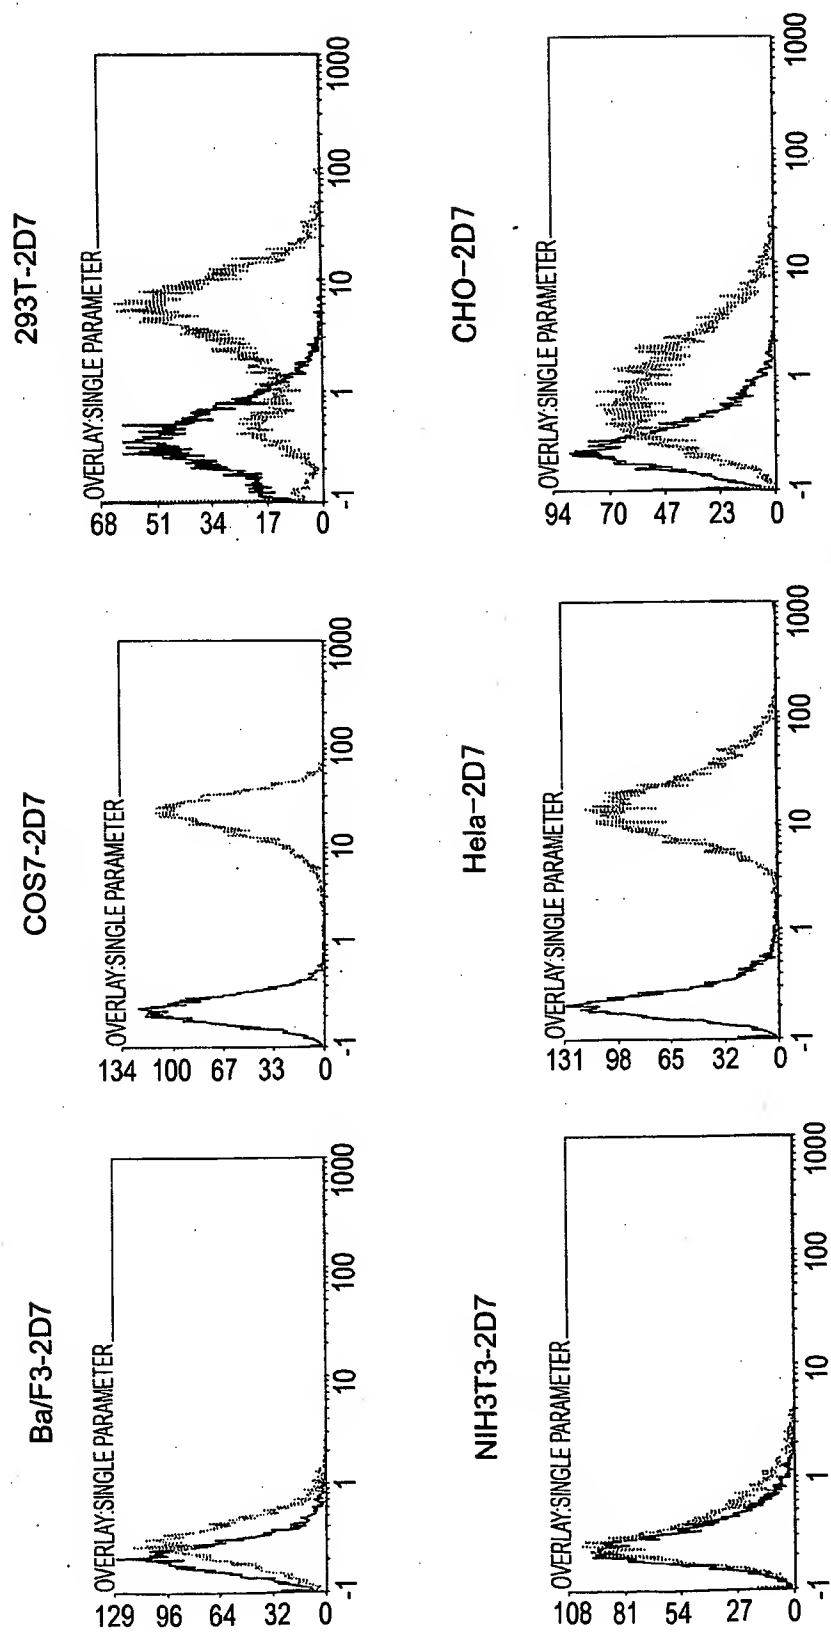 Ba/F3-2D7
OVERLAY:SINGLE PARAMETER
129
96
64
32
0
.1 1 10 100 1000
COS7-2D7
OVERLAY:SINGLE PARAMETER
134
100
67
33
0
.1 1 10 100 1000
293T-2D7
OVERLAY:SINGLE PARAMETER
68
51
34
17
0
.1 1 10 100 1000
NIH3T3-2D7
OVERLAY:SINGLE PARAMETER
108
81
54
27
0
.1 1 10 100 1000
Hela-2D7
OVERLAY:SINGLE PARAMETER
131
98
65
32
0
.1 1 10 100 1000
CHO-2D7
OVERLAY:SINGLE PARAMETER
94
70
47
23
0
.1 1 10 100 1000